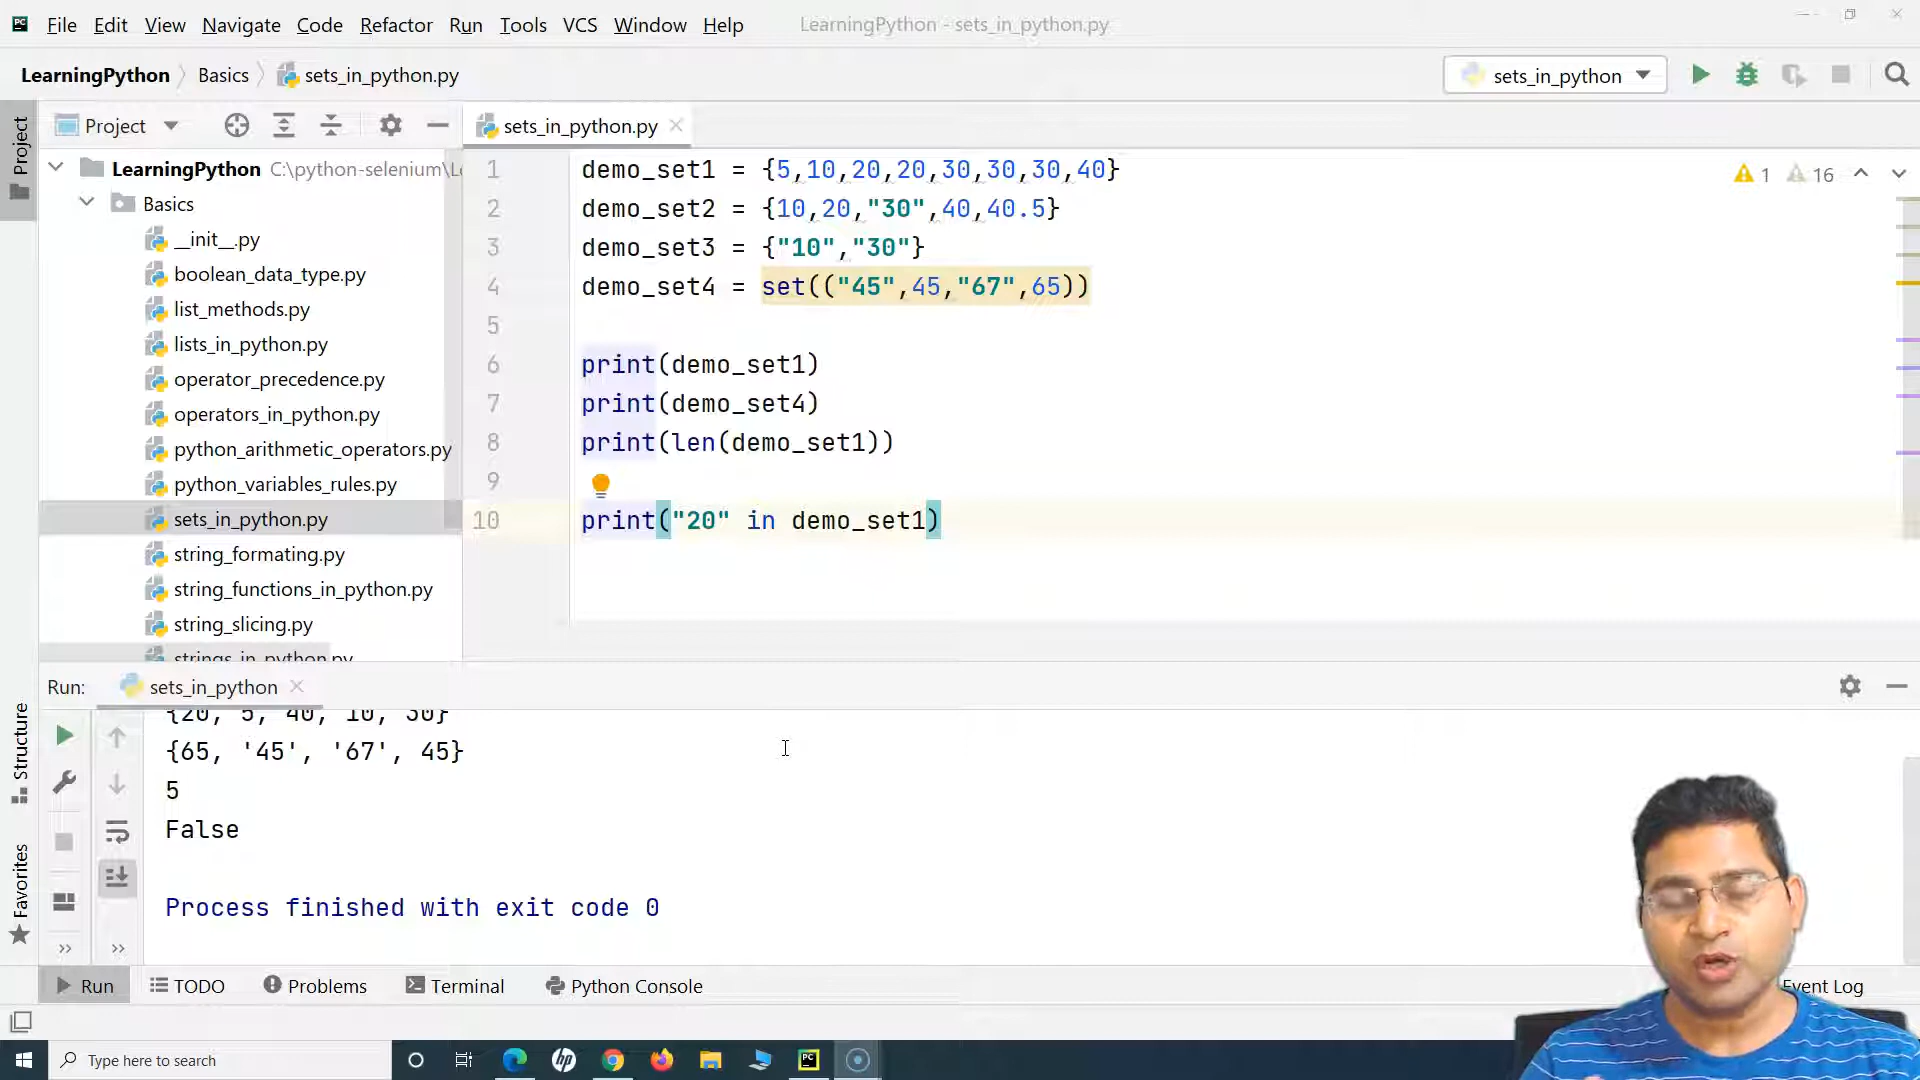 File Edit View Navigate Code Refactor Run Tools VCS Window Help LearningPython - sets_in_python.py
LearningPython Basics sets_in_python.py sets_in_python
Project
Project
sets_in_python.py
LearningPython C:\python-selenium\L
Basics
__init__.py
boolean_data_type.py
list_methods.py
lists_in_python.py
operator_precedence.py
operators_in_python.py
python_arithmetic_operators.py
python_variables_rules.py
sets_in_python.py
string_formating.py
string_functions_in_python.py
string_slicing.py
strings_in_python.py
1 demo_set1 = {5,10,20,20,30,30,30,40}
2 demo_set2 = {10,20,"30",40,40.5}
3 demo_set3 = {"10","30"}
4 demo_set4 = set(("45",45,"67",65))
5
6 print(demo_set1)
7 print(demo_set4)
8 print(len(demo_set1))
9
10 print("20" in demo_set1)
1 16
Run: sets_in_python
{20, 5, 40, 10, 30}
{65, '45', '67', 45}
5
False
Process finished with exit code 0
Structure
Favorites
Run TODO Problems Terminal Python Console Event Log
Type here to search